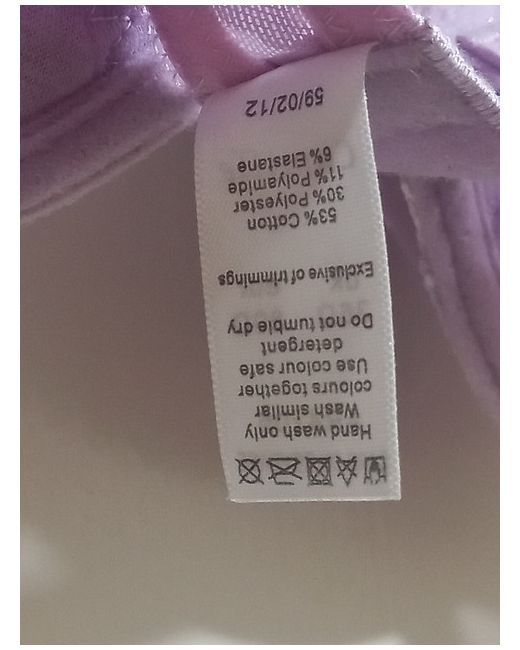 Hand wash only
Wash similar
colours together
Use colour safe
detergent
Do not tumble dry
Exclusive of trimmings
53% Cotton
30% Polyester
11% Polyamide
6% Elastane
59/02/12